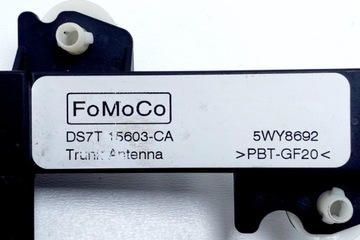 FoMoCo
DS7T 15603-CA 5WY8692
Trunk Antenna >PBT-GF20<